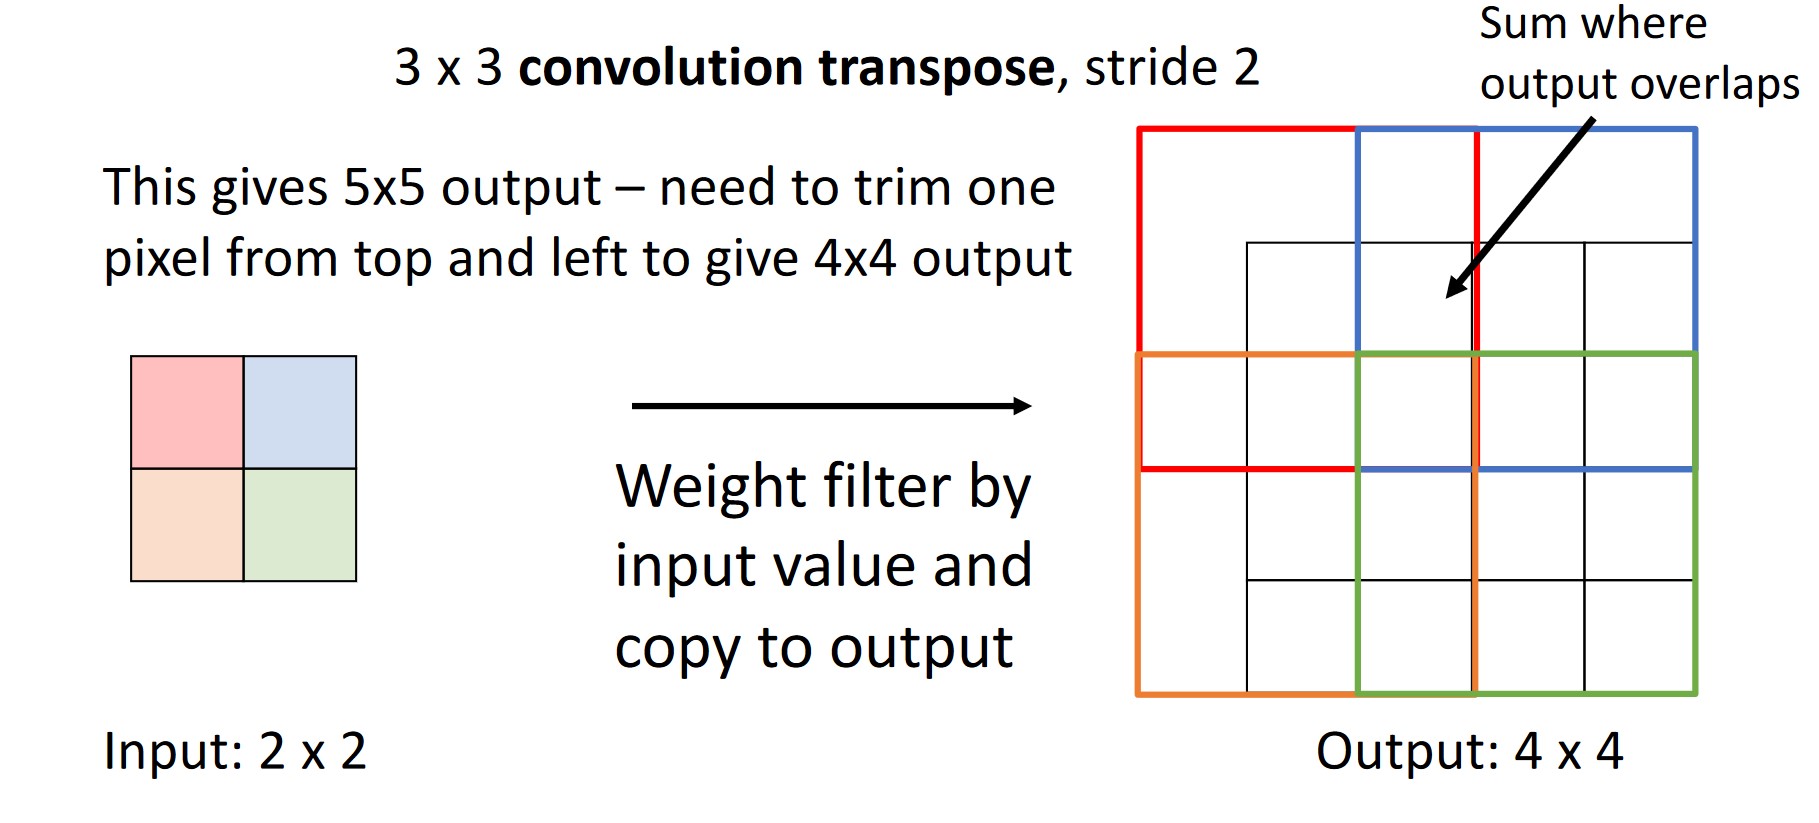 3 x 3 convolution transpose, stride 2
Sum where
output overlaps
This gives 5x5 output – need to trim one
pixel from top and left to give 4x4 output
Weight filter by
input value and
copy to output
Input: 2 x 2
Output: 4 x 4